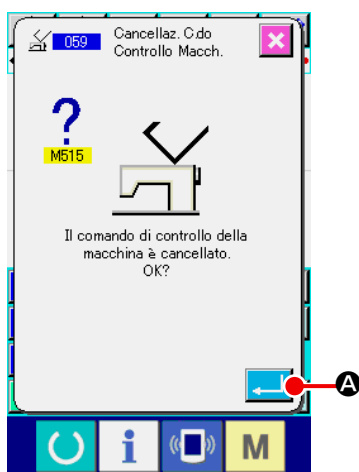 059
Cancellaz. C.do
Controllo Macch.
?
M515
Il comando di controllo della
macchina è cancellato.
OK?
A
i
M